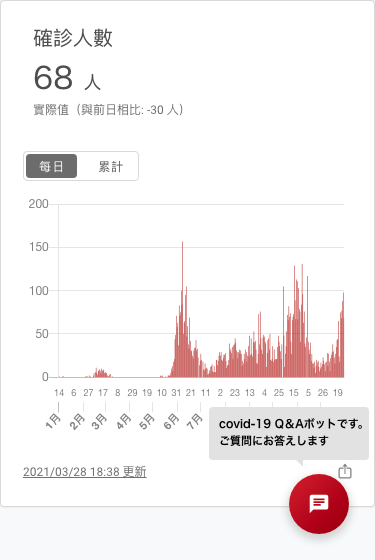 確診人數
68 人
實際值（與前日相比: -30 人）
每日 累計
200
150
100
50
0
14 6 27 17 8 29 19 10 31 21 11 2 23 13 4 25 15 5 26 19
1月 2月 3月 4月 5月 6月 7月
covid-19 Q&Aボットです。
ご質問にお答えします
2021/03/28 18:38 更新